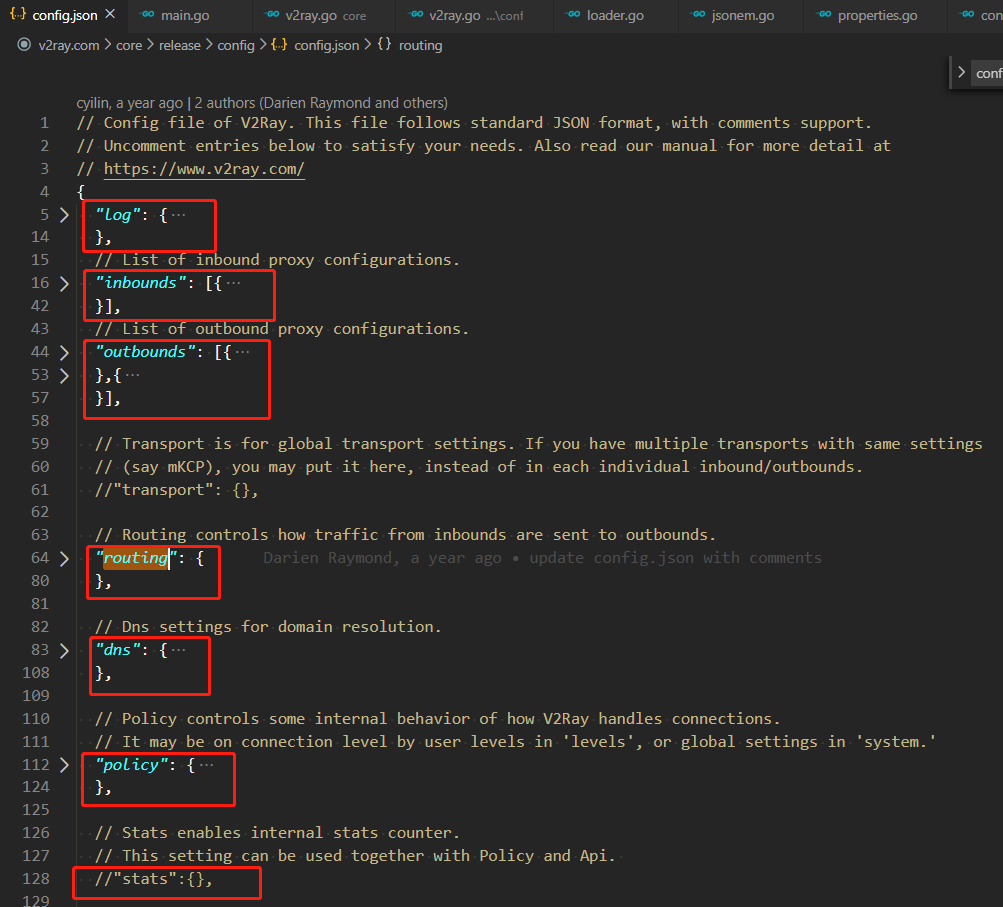 config.json main.go v2ray.go core v2ray.go ...\conf loader.go jsonem.go properties.go con
v2ray.com > core > release > config > {..} config.json > {} routing
conf
cyilin, a year ago | 2 authors (Darien Raymond and others)
1 // Config file of V2Ray. This file follows standard JSON format, with comments support.
2 // Uncomment entries below to satisfy your needs. Also read our manual for more detail at
3 // https://www.v2ray.com/
4 {
5 "log": {···
14 },
15 // List of inbound proxy configurations.
16 "inbounds": [{···
42 }],
43 // List of outbound proxy configurations.
44 "outbounds": [{···
53 },{···
57 }],
58
59 // Transport is for global transport settings. If you have multiple transports with same settings
60 // (say mKCP), you may put it here, instead of in each individual inbound/outbounds.
61 //"transport": {},
62
63 // Routing controls how traffic from inbounds are sent to outbounds.
64 "routing": { Darien Raymond, a year ago • update config.json with comments
80 },
81
82 // Dns settings for domain resolution.
83 "dns": {···
108 },
109
110 // Policy controls some internal behavior of how V2Ray handles connections.
111 // It may be on connection level by user levels in 'levels', or global settings in 'system.'
112 "policy": {···
124 },
125
126 // Stats enables internal stats counter.
127 // This setting can be used together with Policy and Api.
128 //"stats":{},
129